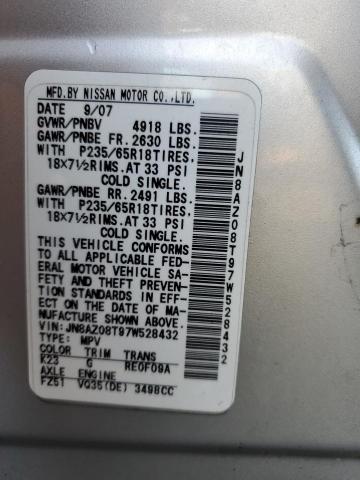 MFD.BY NISSAN MOTOR CO.,LTD.
DATE 9/07
GVWR/PNBV 4918 LBS.
GAWR/PNBE FR. 2630 LBS.
WITH P235/65R18TIRES,
18X7½RIMS.AT 33 PSI
COLD SINGLE.
GAWR/PNBE RR. 2491 LBS.
WITH P235/65R18TIRES,
18X7½RIMS.AT 33 PSI
COLD SINGLE.
THIS VEHICLE CONFORMS
TO ALL APPLICABLE FED-
ERAL MOTOR VEHICLE SA-
FETY AND THEFT PREVEN-
TION STANDARDS IN EFF-
ECT ON THE DATE OF MA-
NUFACTURE SHOWN ABOVE.
VIN:JN8AZ08T97W528432
TYPE: MPV
COLOR TRIM TRANS
K23 G RE0F09A
AXLE ENGINE
FZ51 VQ35(DE) 3498CC
JN8AZ08T97W528432